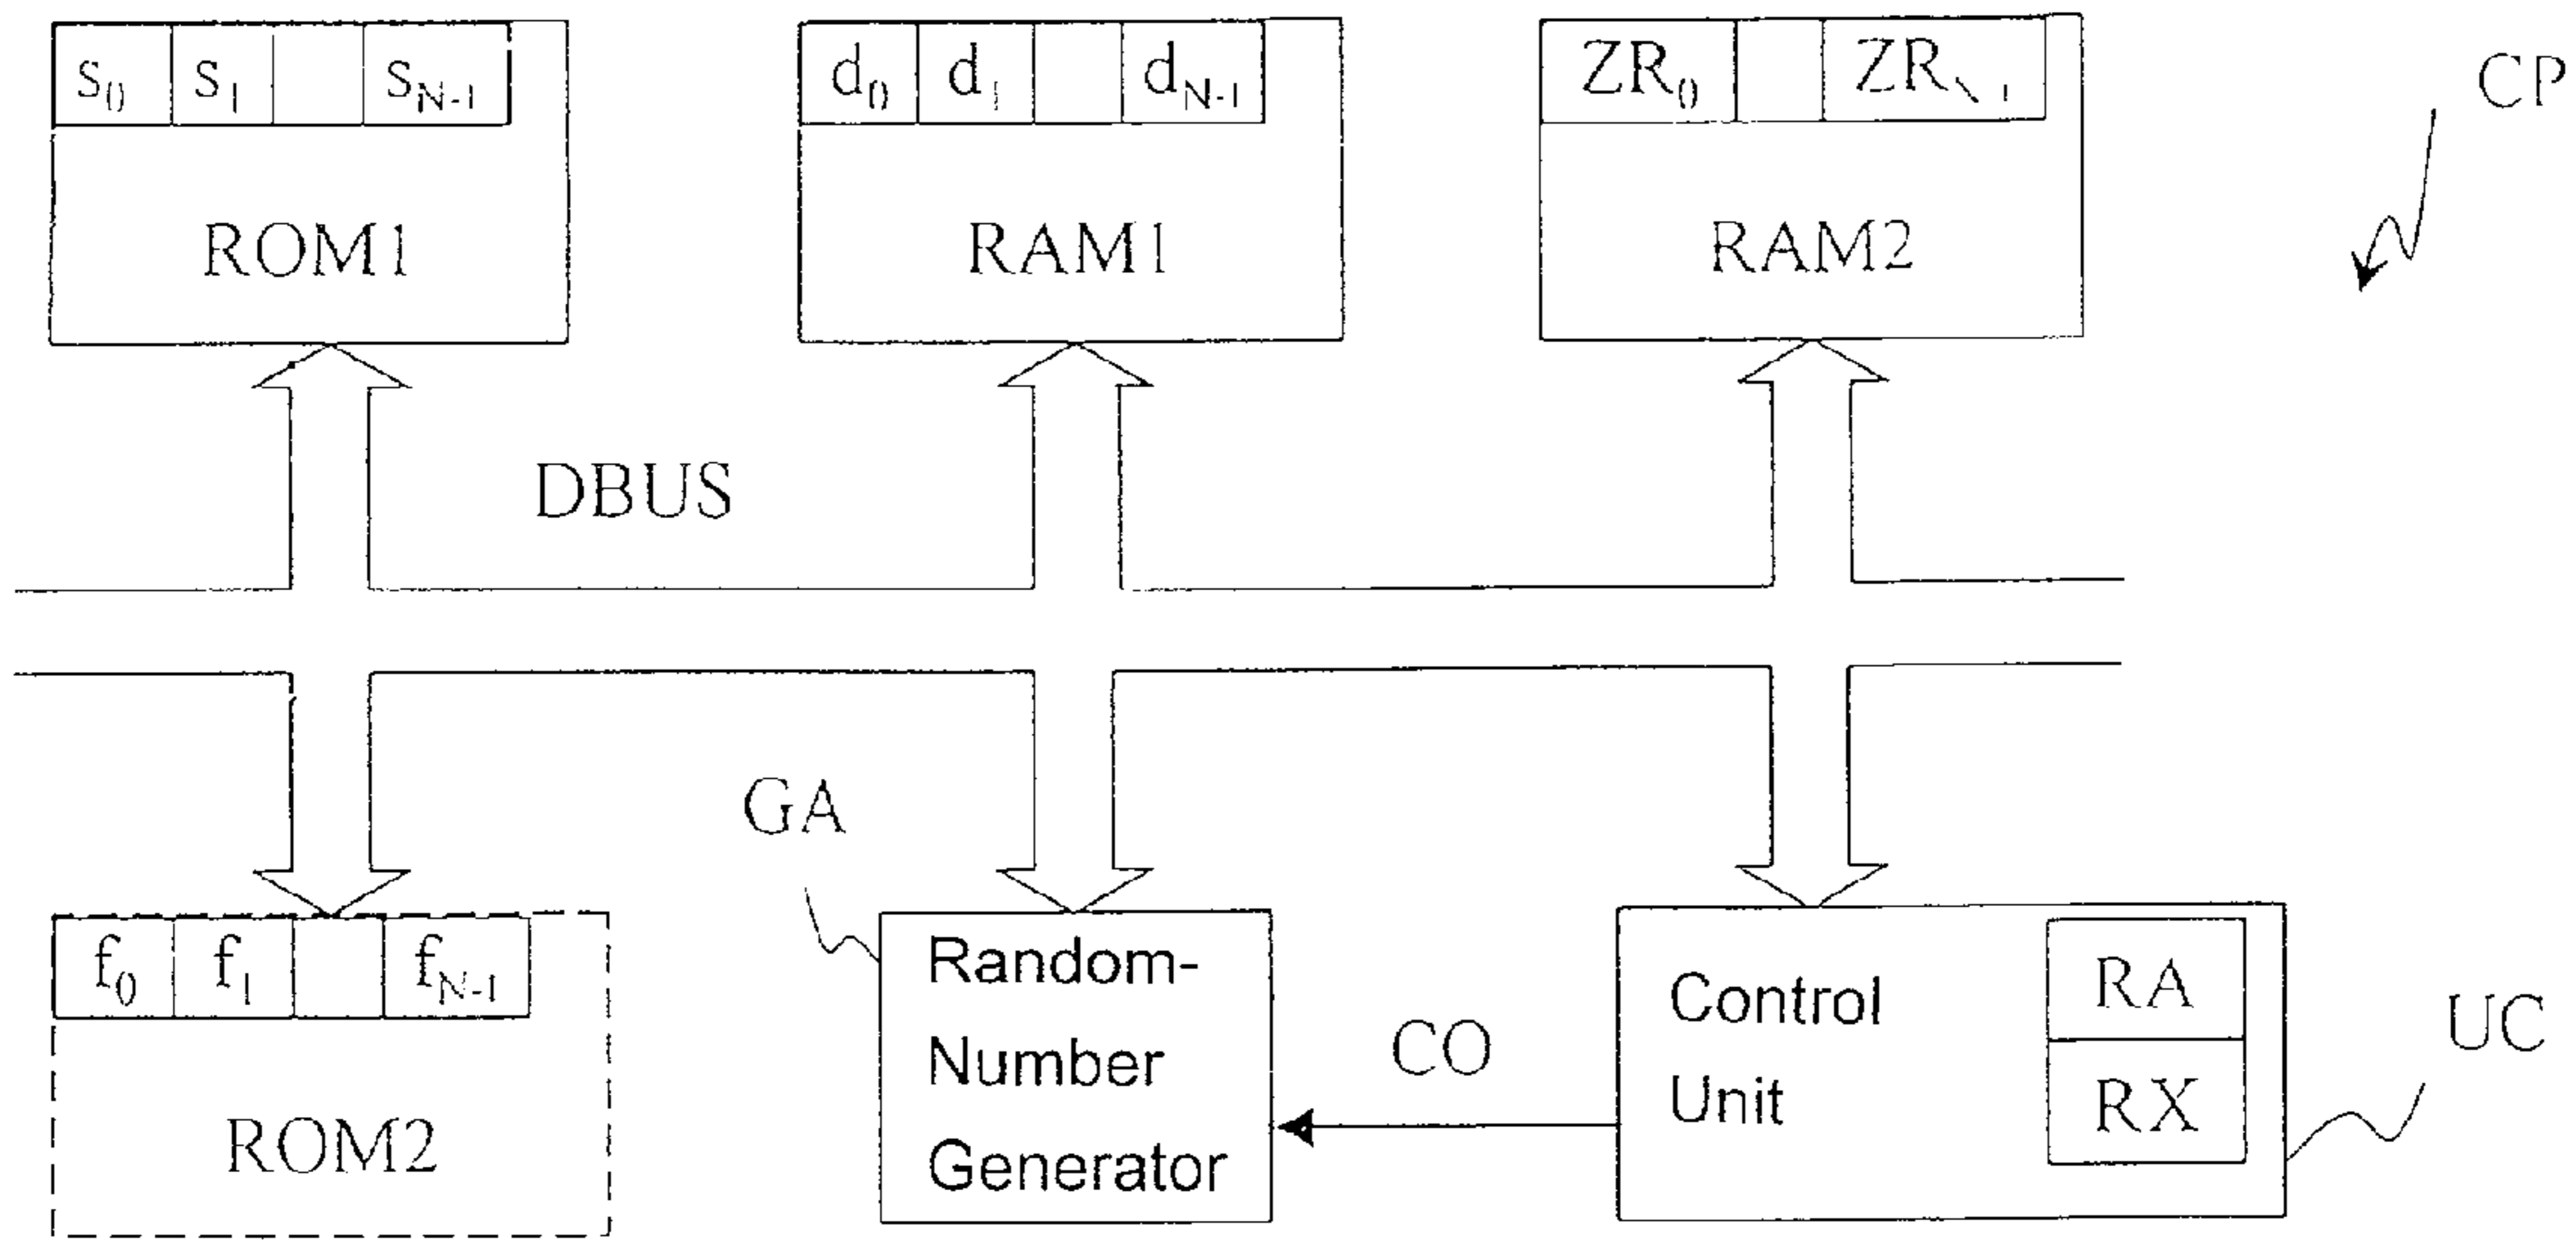 s0 s1 sN-1
d0 d1 dN-1
ZR0
CP
ROM1
RAM1
RAM2
DBUS
GA
f0 f1 fN-1
ROM2
Random-
Number
Generator
CO
Control
Unit
RA
RX
UC